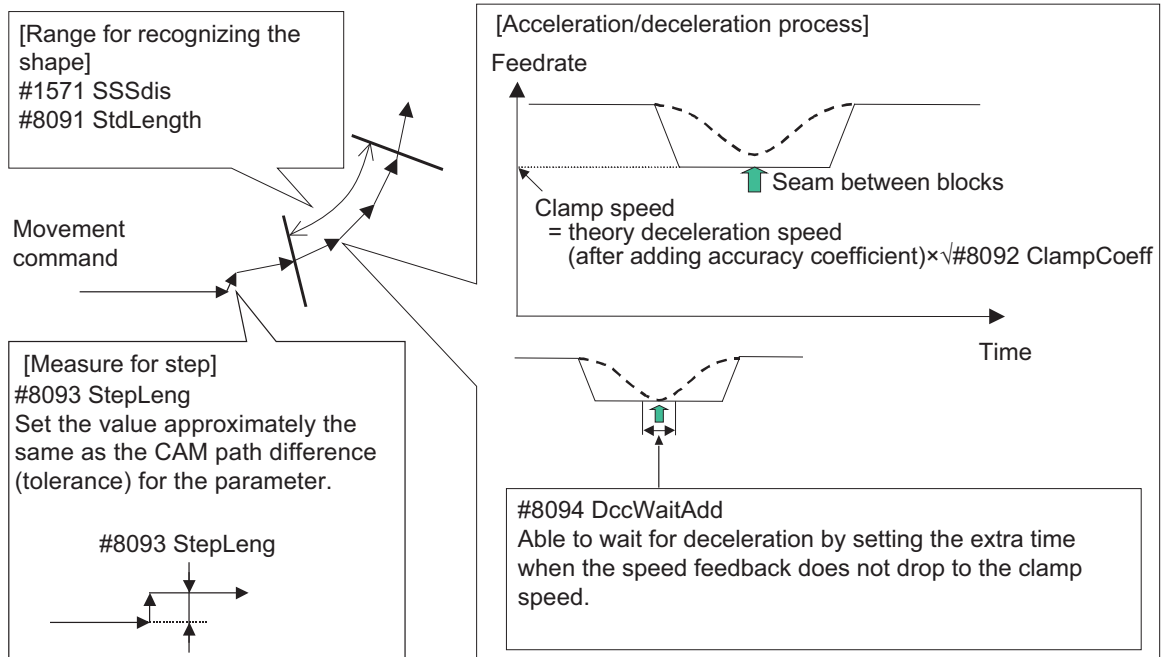 [Range for recognizing the
shape]
#1571 SSSdis
#8091 StdLength
Movement
command
[Measure for step]
#8093 StepLeng
Set the value approximately the
same as the CAM path difference
(tolerance) for the parameter.
#8093 StepLeng
[Acceleration/deceleration process]
Feedrate
Seam between blocks
Clamp speed
= theory deceleration speed
(after adding accuracy coefficient)×√#8092 ClampCoeff
Time
#8094 DccWaitAdd
Able to wait for deceleration by setting the extra time
when the speed feedback does not drop to the clamp
speed.